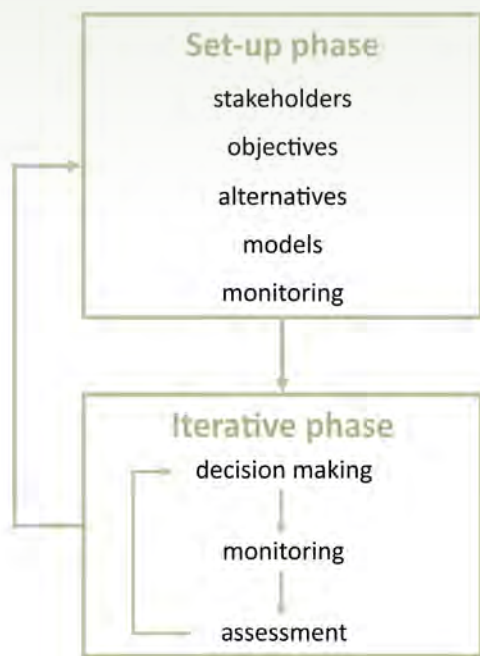 Set-up phase
stakeholders
objectives
alternatives
models
monitoring
Iterative phase
decision making
monitoring
assessment